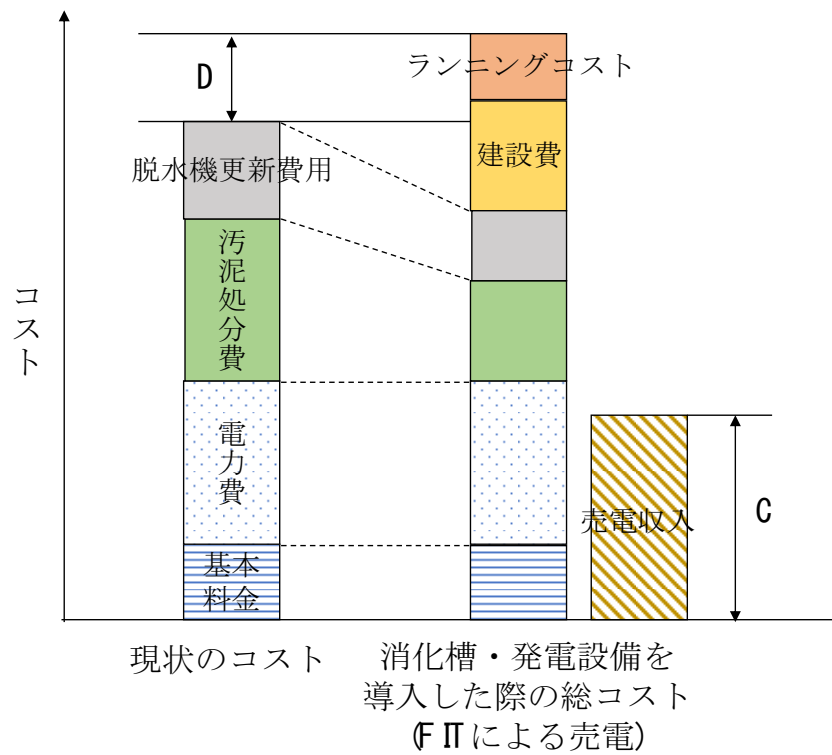 コスト
D
ランニングコスト
脱水機更新費用
建設費
汚泥処分費
電力費
基本
料金
売電収入
C
現状のコスト
消化槽・発電設備を
導入した際の総コスト
(FITによる売電)